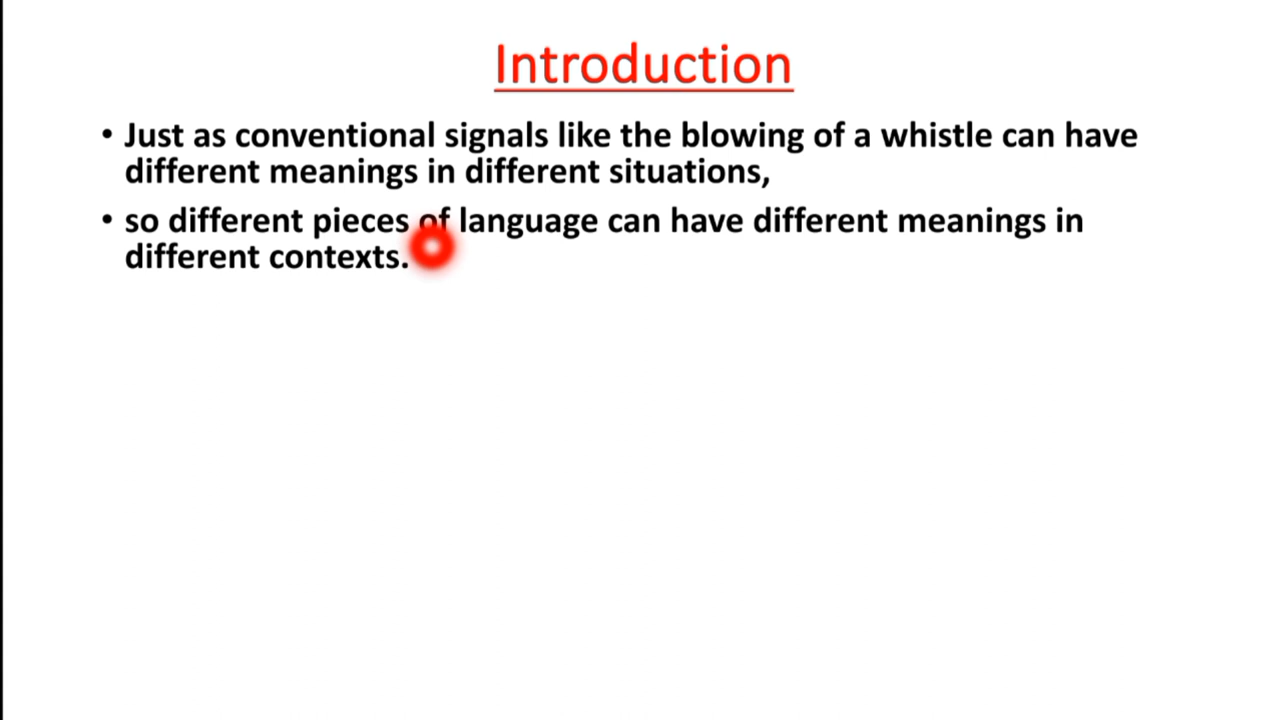 Introduction
• Just as conventional signals like the blowing of a whistle can have
different meanings in different situations,
• so different pieces of language can have different meanings in
different contexts.